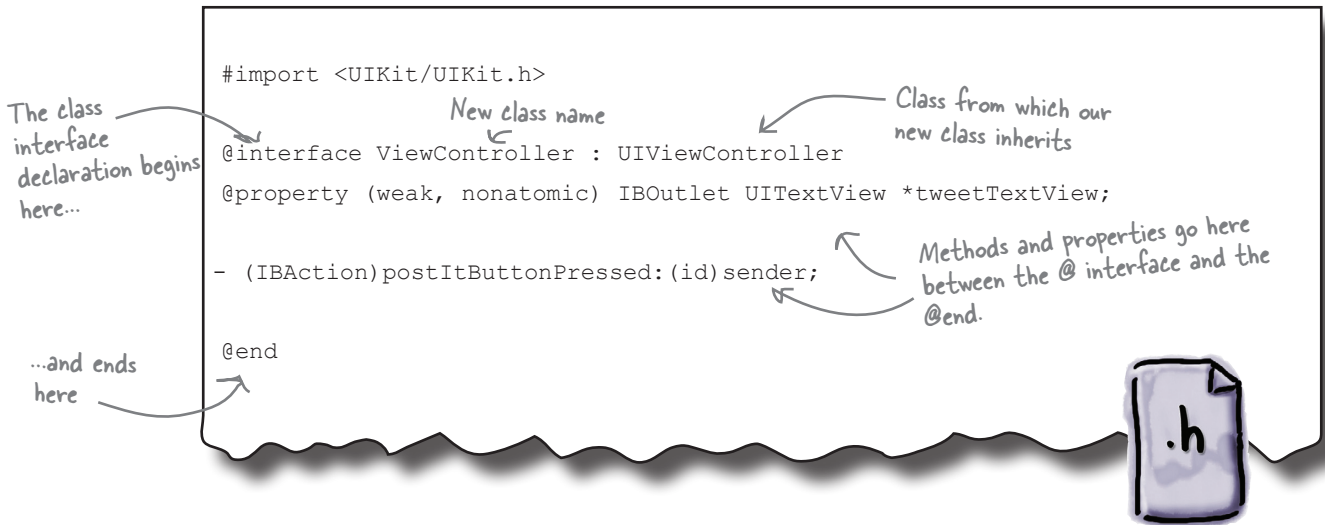 #import <UIKit/UIKit.h>
The class
interface
declaration begins
here...
New class name
Class from which our
new class inherits
@interface ViewController : UIViewController
@property (weak, nonatomic) IBOutlet UITextView *tweetTextView;
Methods and properties go here
between the @ interface and the
@end.
- (IBAction)postItButtonPressed:(id)sender;
...and ends
here
@end
.h